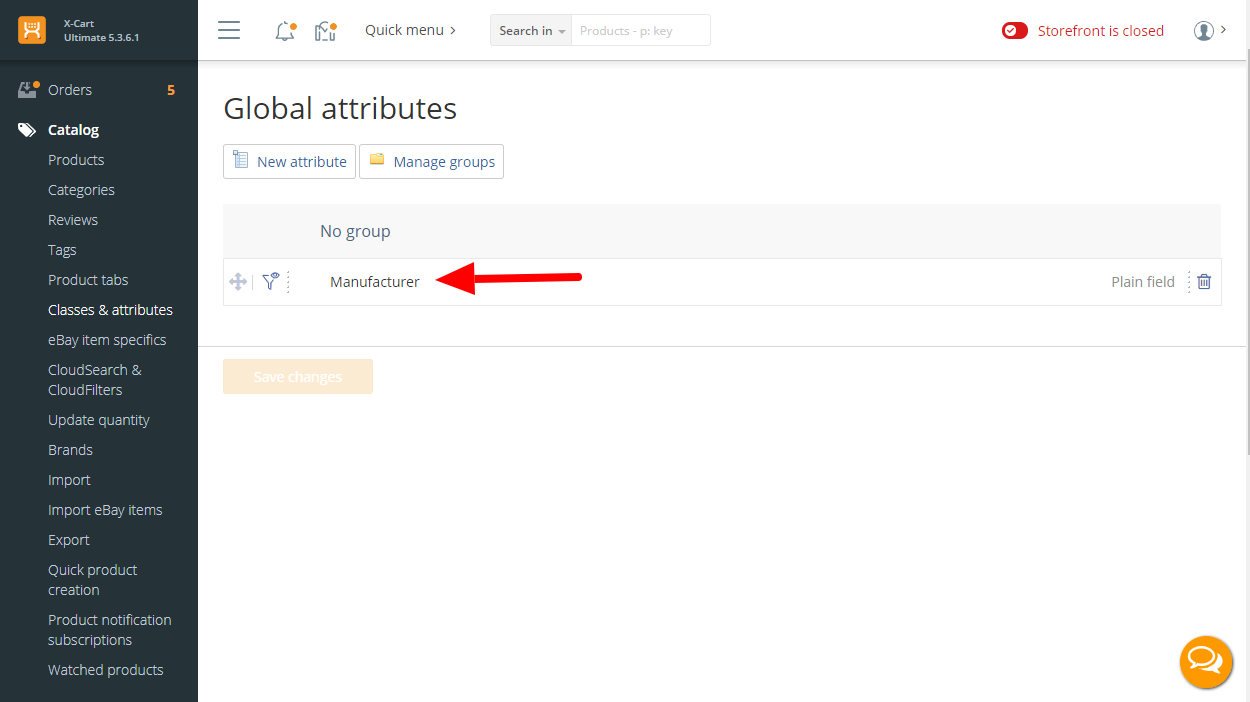 X-Cart
Ultimate 5.3.6.1
Quick menu
Search in
Products - p: key
Storefront is closed
Orders
5
Catalog
Products
Categories
Reviews
Tags
Product tabs
Classes & attributes
eBay item specifics
CloudSearch &
CloudFilters
Update quantity
Brands
Import
Import eBay items
Export
Quick product
creation
Product notification
subscriptions
Watched products
Global attributes
New attribute
Manage groups
No group
Manufacturer
Plain field
Save changes